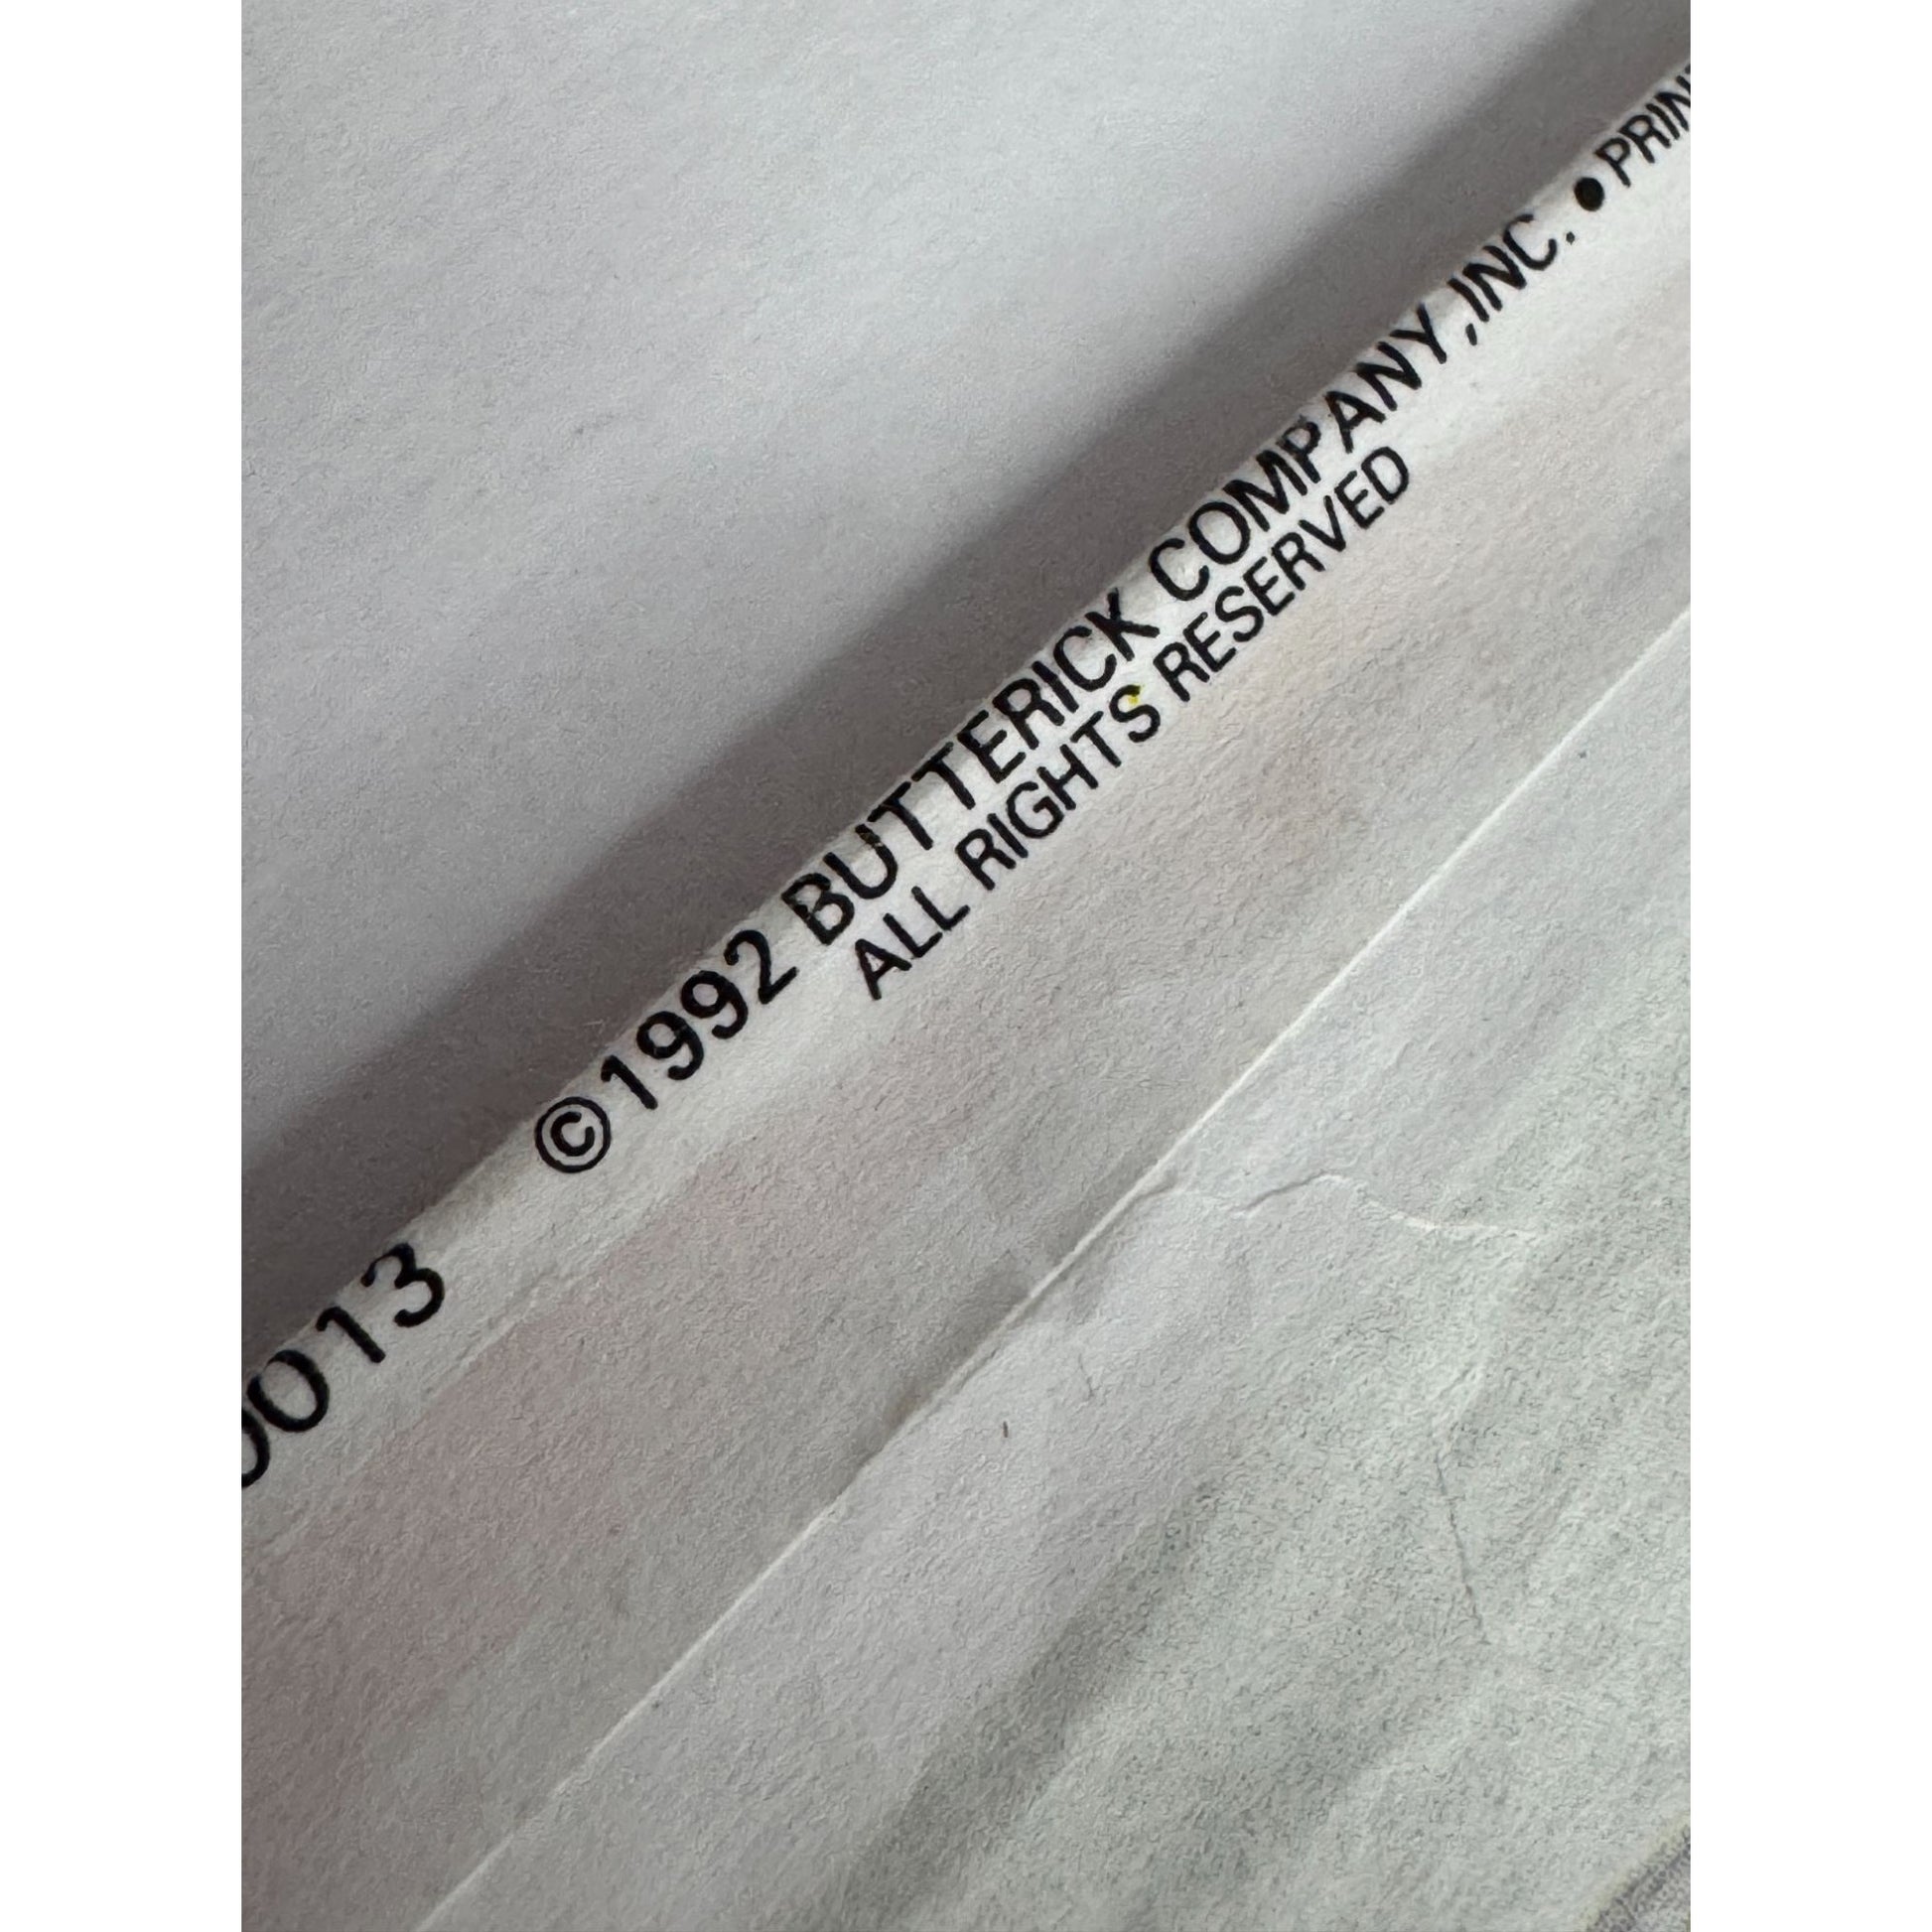 0013 ©1992 BUTTERICK COMPANY,INC. •
ALL RIGHTS RESERVED